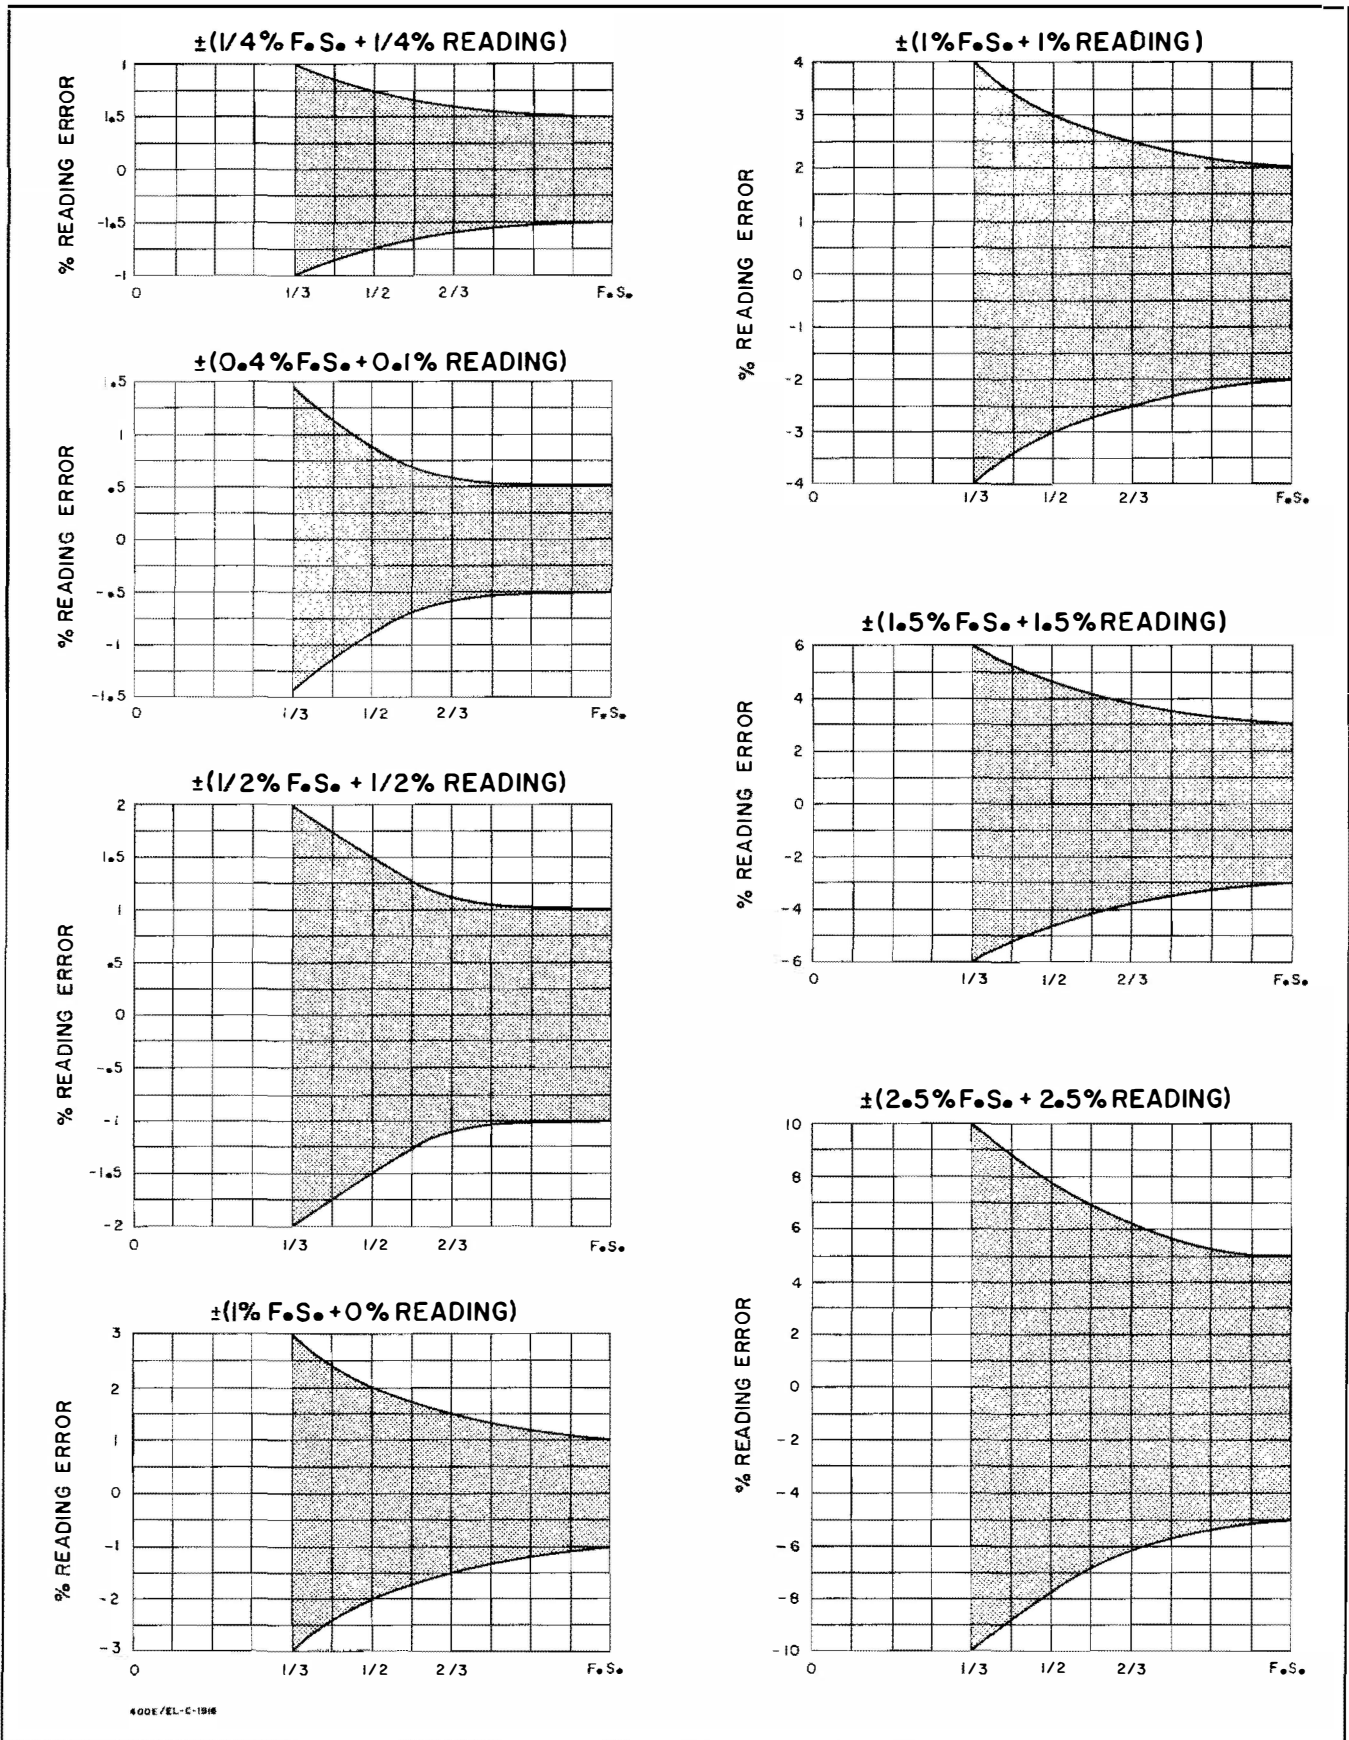 ±(1/4% F.S. + 1/4% READING)
% READING ERROR
1
1.5
0
-1.5
-1
0 1/3 1/2 2/3 F.S.
±(0.4% F.S. + 0.1% READING)
% READING ERROR
1.5
1
.5
0
-.5
-1
-1.5
0 1/3 1/2 2/3 F.S.
±(1/2% F.S. + 1/2% READING)
% READING ERROR
2
1.5
1
.5
0
-.5
-1
-1.5
-2
0 1/3 1/2 2/3 F.S.
±(1% F.S. + 0% READING)
% READING ERROR
3
2
1
0
-1
-2
-3
0 1/3 1/2 2/3 F.S.
400E/EL-C-1916
±(1% F.S. + 1% READING)
% READING ERROR
4
3
2
1
0
-1
-2
-3
-4
0 1/3 1/2 2/3 F.S.
±(1.5% F.S. + 1.5% READING)
% READING ERROR
6
4
2
0
-2
-4
-6
0 1/3 1/2 2/3 F.S.
±(2.5% F.S. + 2.5% READING)
% READING ERROR
10
8
6
4
2
0
-2
-4
-6
-8
-10
0 1/3 1/2 2/3 F.S.